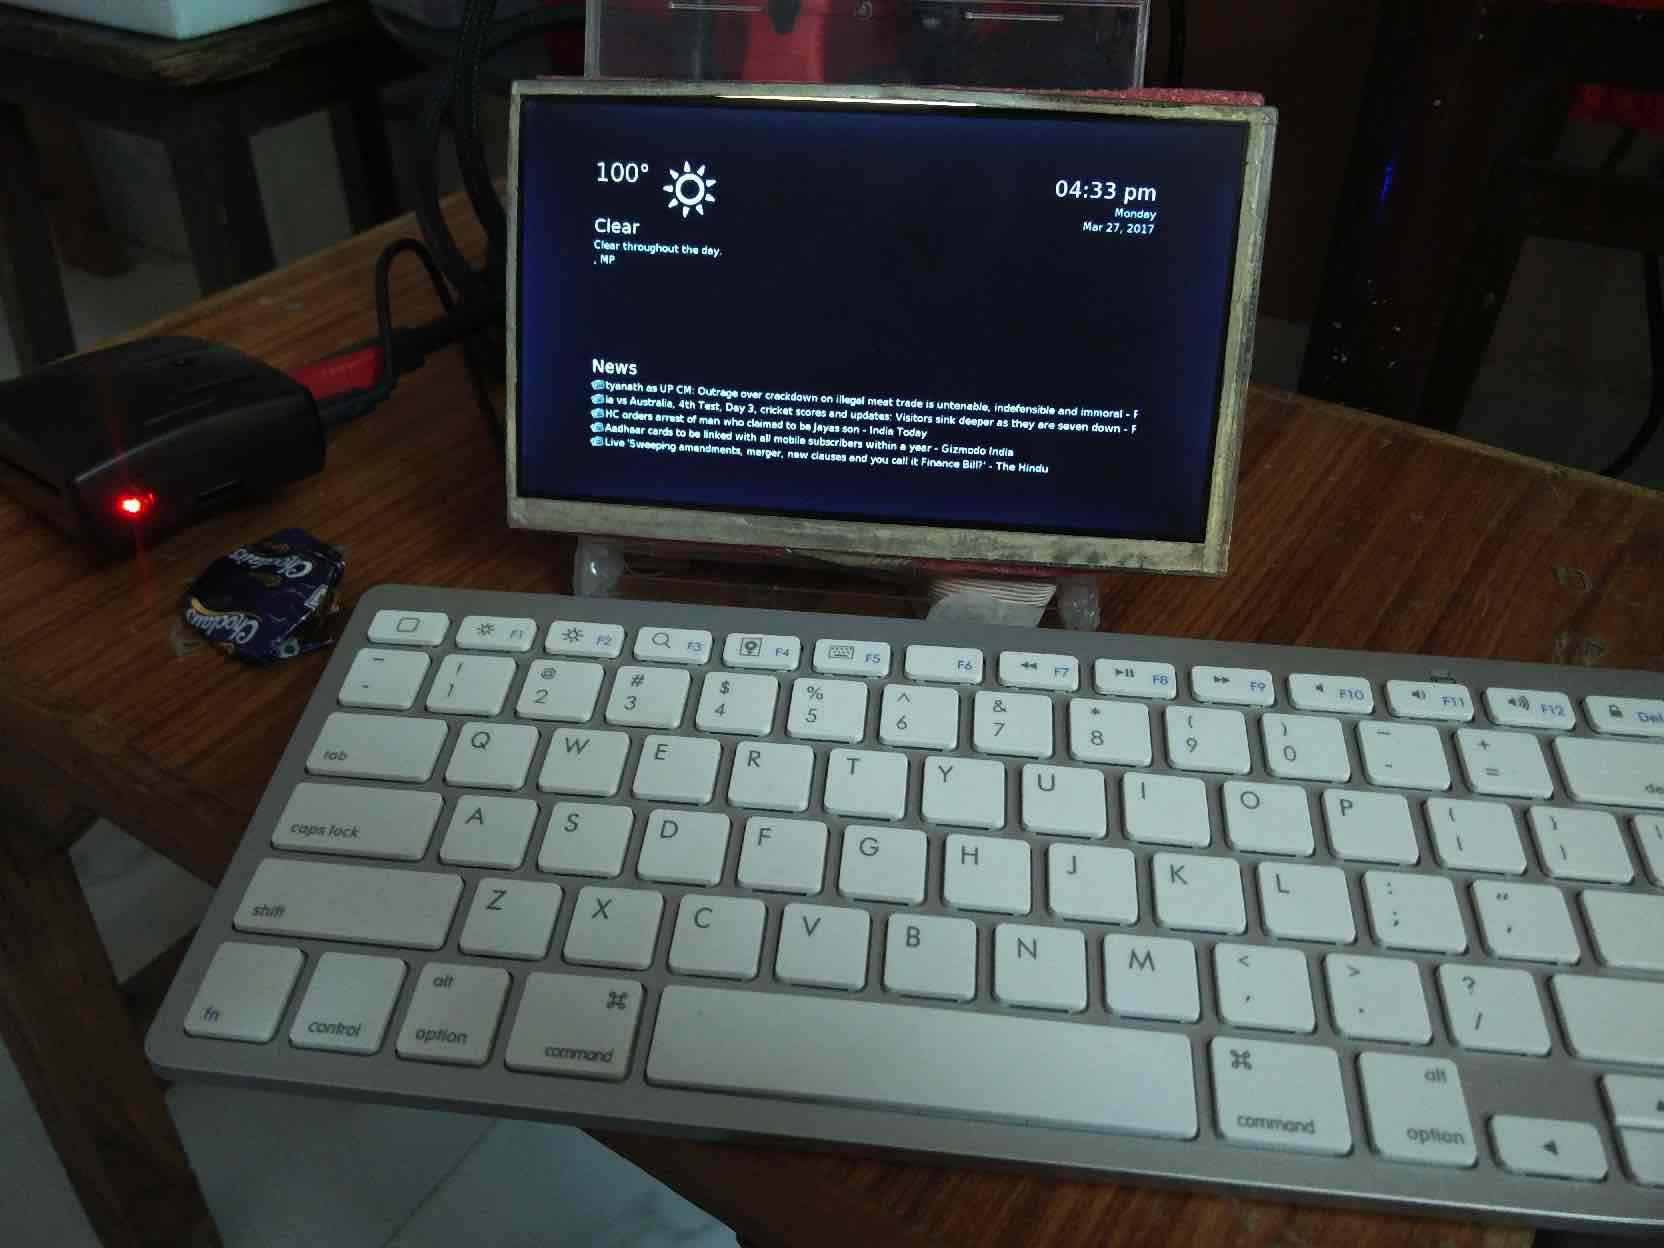 100°
04:33 pm
Monday
Mar 27, 2017
Clear
Clear throughout the day.
, MP
News
tyanath as UP CM: Outrage over crackdown on illegal meat trade is untenable, indefensible and immoral - F
ia vs Australia, 4th Test, Day 3, cricket scores and updates: Visitors sink deeper as they are seven down - F
HC orders arrest of man who claimed to be Jayas son - India Today
Aadhaar cards to be linked with all mobile subscribers within a year - Gizmodo India
Live 'Sweeping amendments, merger, new clauses and you call it Finance Bill?' - The Hindu
Choclairs
Choclairs
F1 F2 F3 F4 F5 F6 F7 F8 F9 F10 F11 F12 Del
~ ! @ # $ % ^ & * ( ) _ +
1 2 3 4 5 6 7 8 9 0 - =
tab Q W E R T Y U I O P { }
[ ]
caps lock A S D F G H J K L : "
; '
shift Z X C V B N M < > ?
, . /
fn control alt option ⌘ command ⌘ command alt option